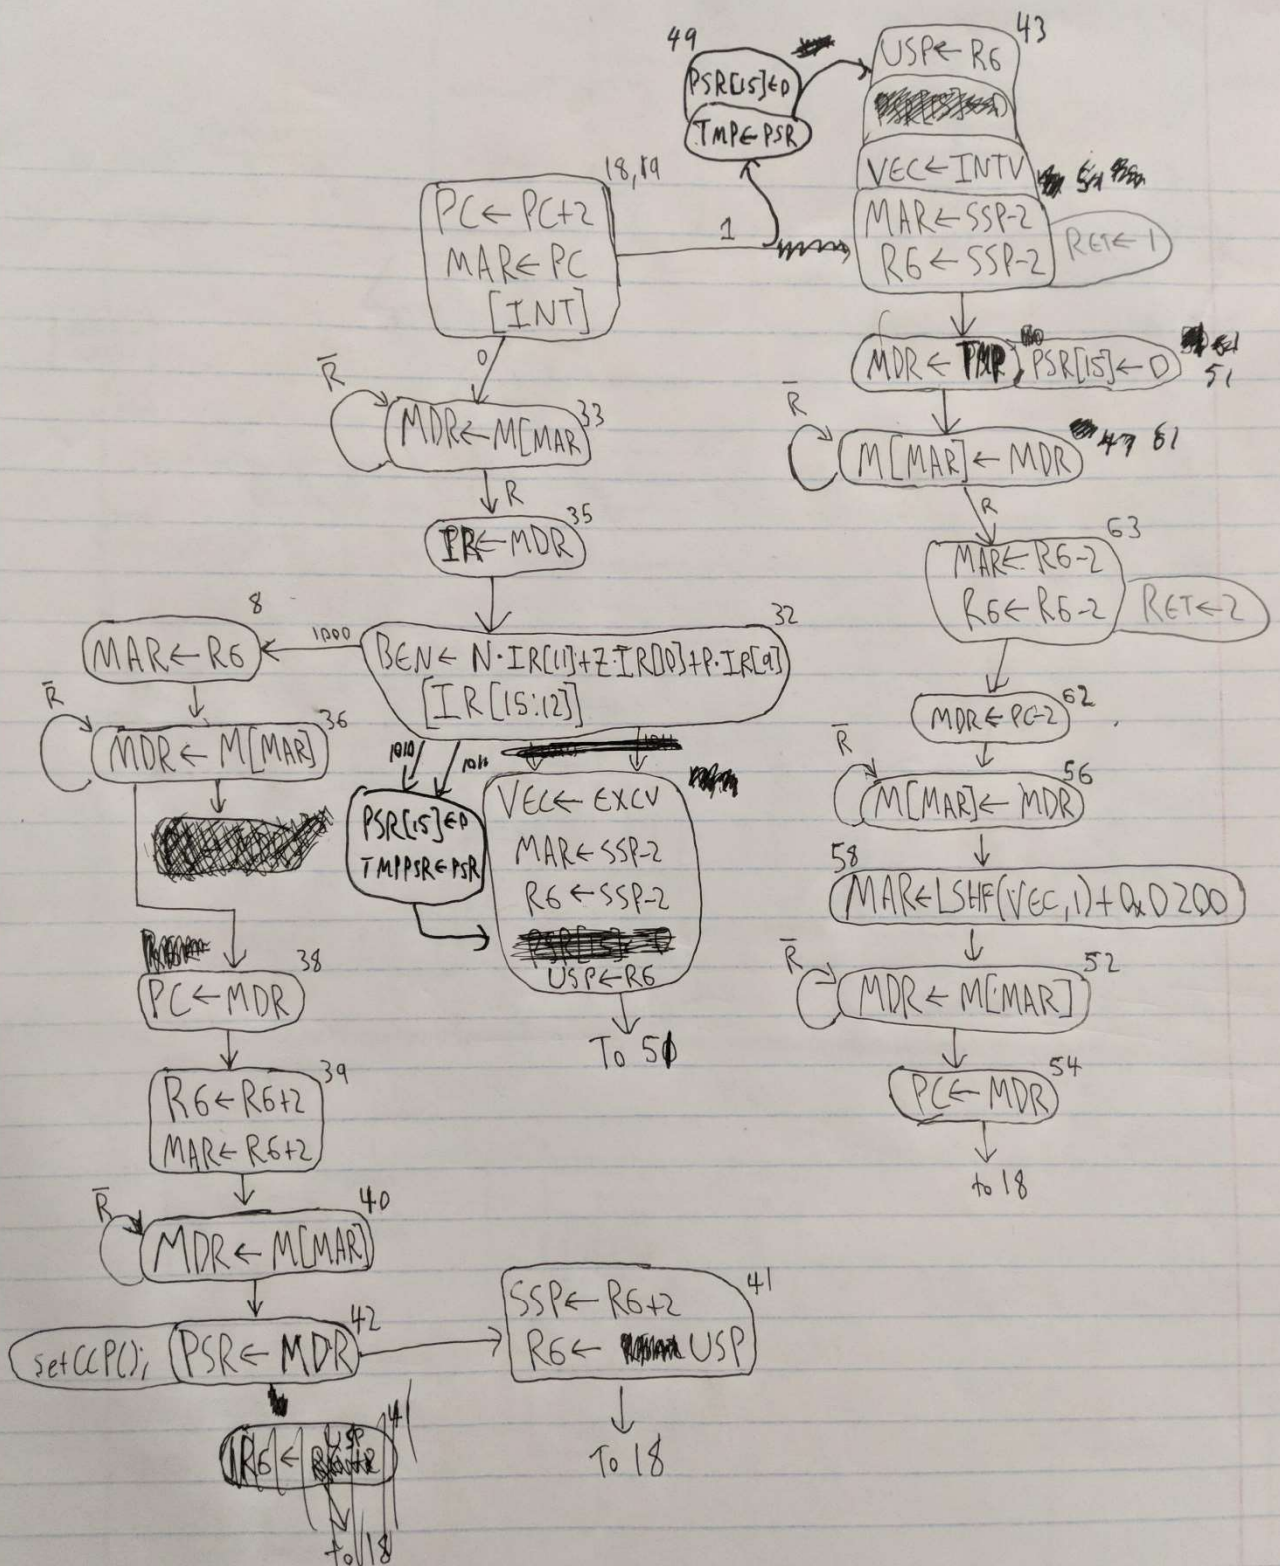 49
PSR[15]←0
TMP←PSR
43
USP← R6
VEC←INTV
MAR←SSP-2
R6←SSP-2
RET←1
18,19
PC← PC+2
MAR← PC
[INT]
1
0
R̅
MDR←M[MAR]
33
R
IR←MDR
35
MDR←
PSR[15]←0
51
R̅
M[MAR]←MDR
47 61
R
MAR←R6-2
R6←R6-2
63
RET←2
MDR←PC-2
62
R̅
M[MAR]←MDR
56
58
MAR←LSHF(VEC,1)+0x0200
R̅
MDR←M[MAR]
52
PC←MDR
54
to 18
32
BEN← N·IR[11]+Z·IR[10]+P·IR[9]
[IR[15:12]]
1000
8
MAR←R6
R̅
MDR←M[MAR]
36
1010
1011
PSR[15]←0
TMPPSR←PSR
VEC← EXCV
MAR←SSP-2
R6←SSP-2
USP←R6
To 51
PC←MDR
38
R6←R6+2
MAR←R6+2
39
R̅
MDR←M[MAR]
40
setCCPC();
PSR←MDR
42
SSP←R6+2
R6← USP
41
To 18
R6←
USP
41
to 18